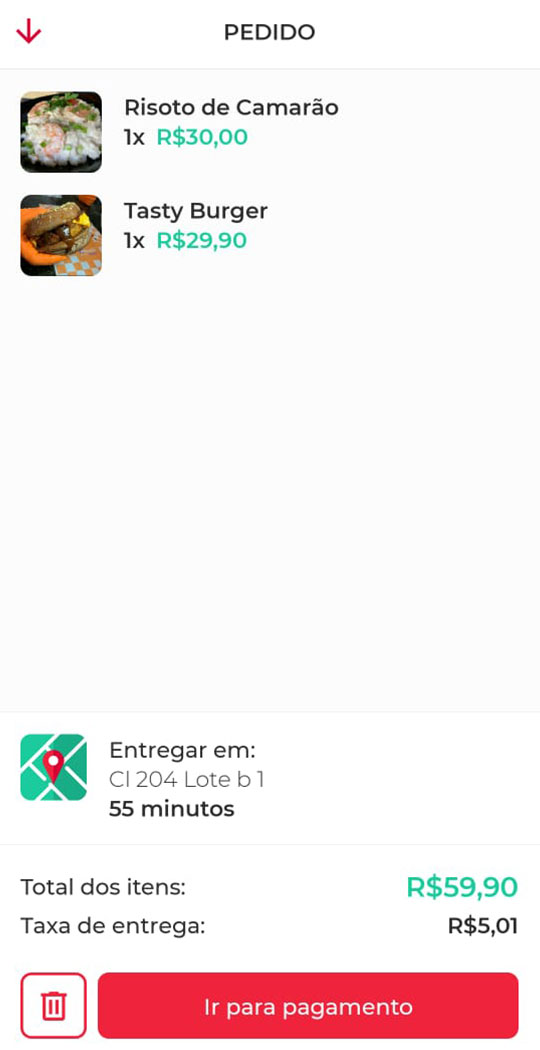 PEDIDO
Risoto de Camarão
1x R$30,00
Tasty Burger
1x R$29,90
Entregar em:
Cl 204 Lote b 1
55 minutos
Total dos itens: R$59,90
Taxa de entrega: R$5,01
Ir para pagamento